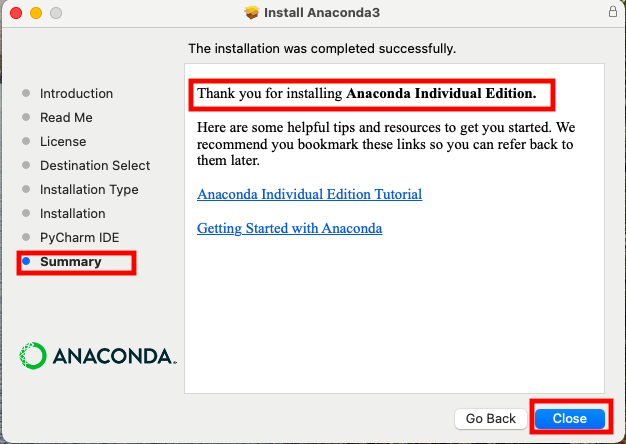 Install Anaconda3
The installation was completed successfully.
Introduction
Read Me
License
Destination Select
Installation Type
Installation
PyCharm IDE
Summary
Thank you for installing Anaconda Individual Edition.
Here are some helpful tips and resources to get you started. We
recommend you bookmark these links so you can refer back to
them later.
Anaconda Individual Edition Tutorial
Getting Started with Anaconda
ANACONDA.
Go Back
Close